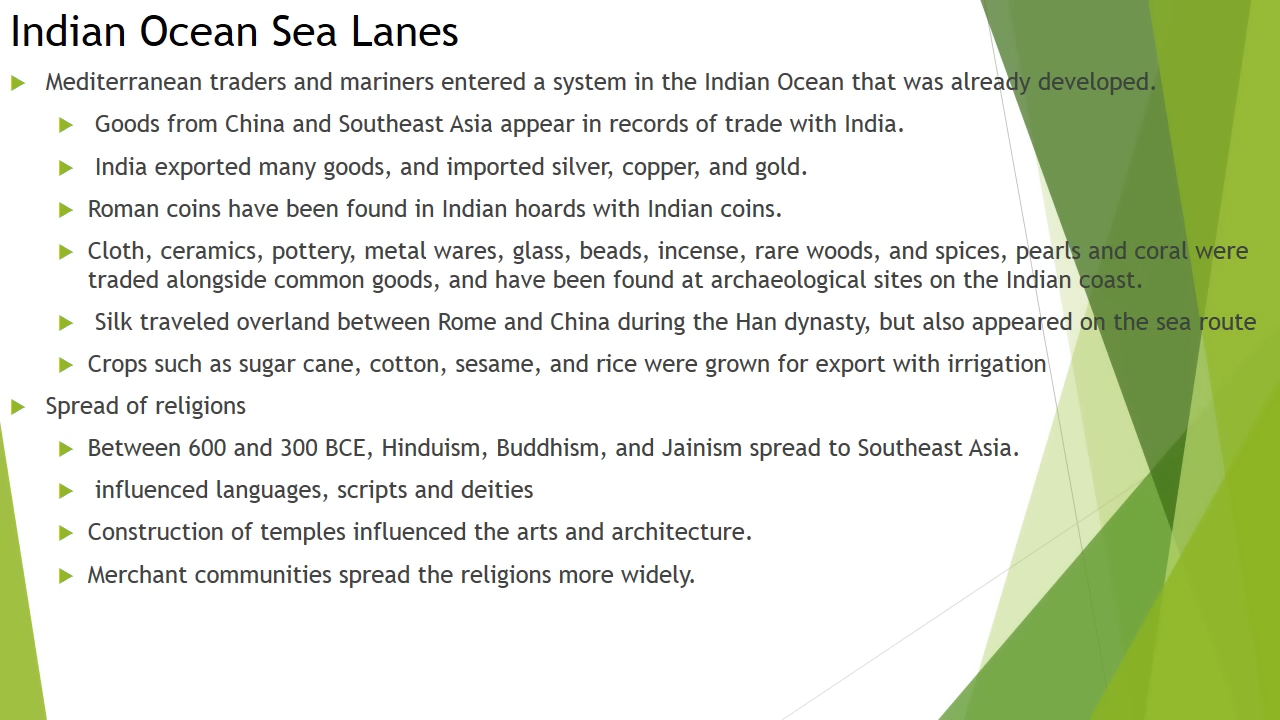 Indian Ocean Sea Lanes
Mediterranean traders and mariners entered a system in the Indian Ocean that was already developed.
Goods from China and Southeast Asia appear in records of trade with India.
India exported many goods, and imported silver, copper, and gold.
Roman coins have been found in Indian hoards with Indian coins.
Cloth, ceramics, pottery, metal wares, glass, beads, incense, rare woods, and spices, pearls and coral were
traded alongside common goods, and have been found at archaeological sites on the Indian coast.
Silk traveled overland between Rome and China during the Han dynasty, but also appeared on the sea route
Crops such as sugar cane, cotton, sesame, and rice were grown for export with irrigation
Spread of religions
Between 600 and 300 BCE, Hinduism, Buddhism, and Jainism spread to Southeast Asia.
influenced languages, scripts and deities
Construction of temples influenced the arts and architecture.
Merchant communities spread the religions more widely.